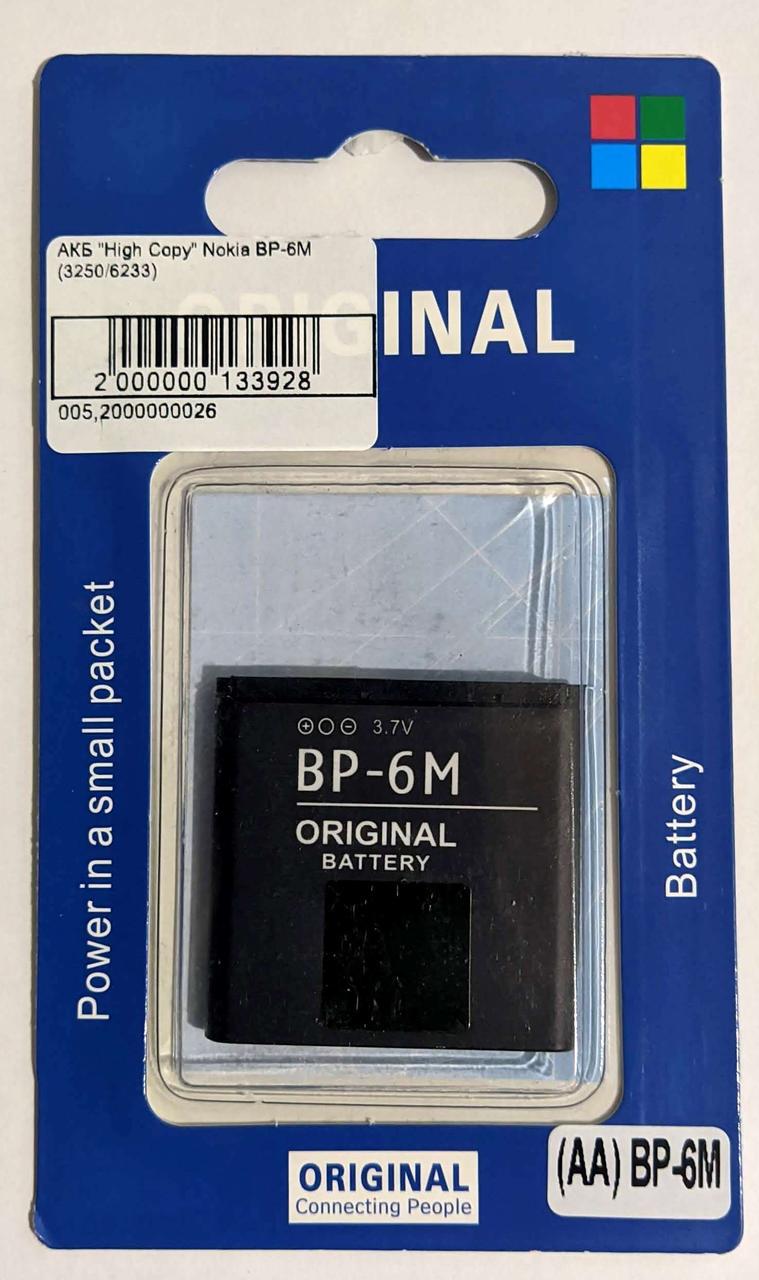 АКБ "High Copy" Nokia BP-6M
(3250/6233)
2 000000 133928
005,2000000026
ORIGINAL
Power in a small packet
Battery
⊕○⊖ 3.7V
BP-6M
ORIGINAL
BATTERY
ORIGINAL
Connecting People
(AA) BP-6M